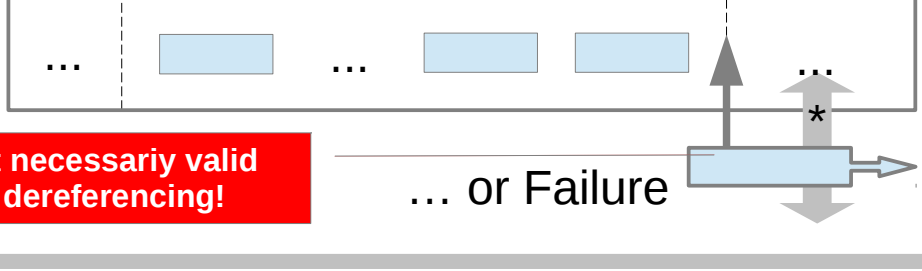 ... ... ...
*
necessariy valid
dereferencing!
... or Failure